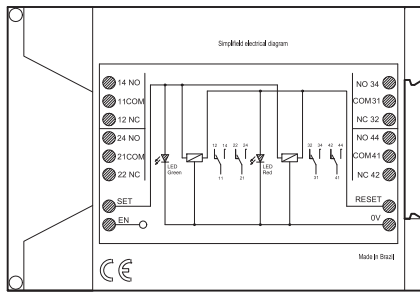 Simplifield electrical diagram
14 NO
11COM
12 NC
24 NO
21COM
22 NC
SET
EN
LED
Green
12 14 22 24
11 21
LED
Red
32 34 42 44
31 41
NO 34
COM31
NC 32
NO 44
COM41
NC 42
RESET
0V
CE
Made in Brazil